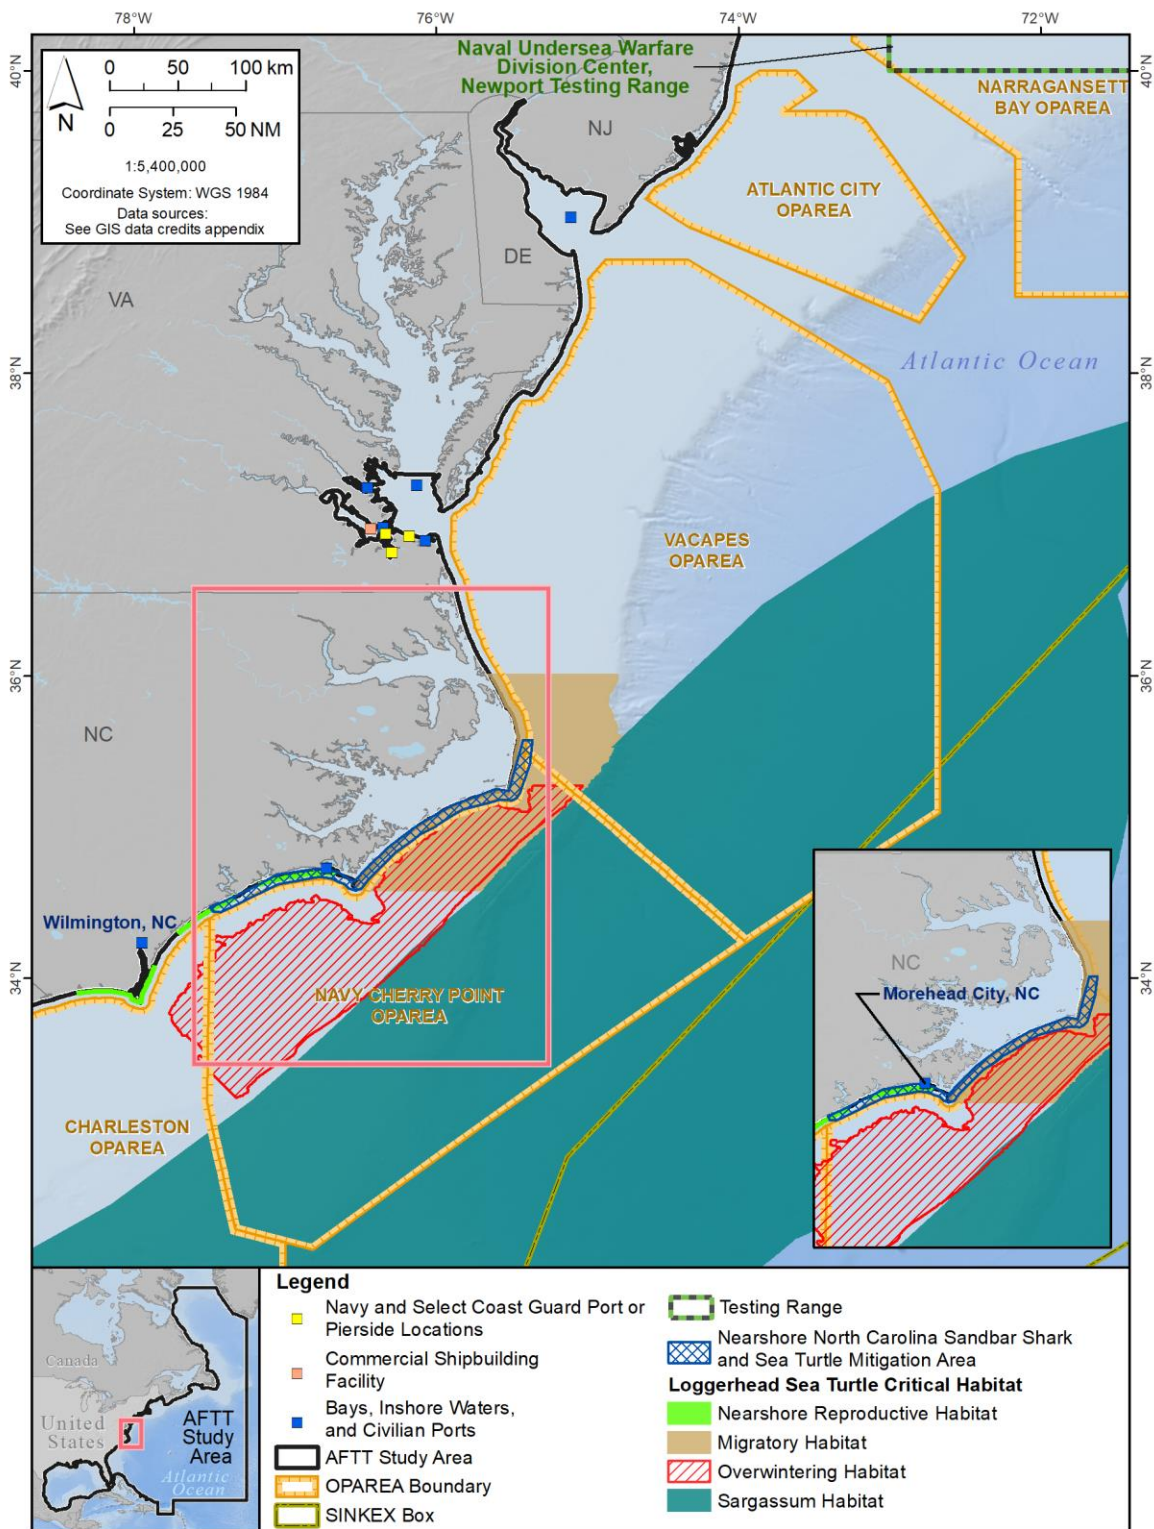 78°W
76°W
74°W
72°W
40°N
38°N
36°N
34°N
40°N
38°N
36°N
34°N
0 50 100 km
N
0 25 50 NM
1:5,400,000
Coordinate System: WGS 1984
Data sources:
See GIS data credits appendix
Naval Undersea Warfare
Division Center,
Newport Testing Range
NARRAGANSETT
BAY OPAREA
NJ
ATLANTIC CITY
OPAREA
DE
VA
Atlantic Ocean
VACAPES
OPAREA
NC
Wilmington, NC
NAVY CHERRY POINT
OPAREA
CHARLESTON
OPAREA
NC
Morehead City, NC
Canada
United
States
AFTT
Study
Area
Atlantic
Ocean
Legend
Navy and Select Coast Guard Port or
Pierside Locations
Commercial Shipbuilding
Facility
Bays, Inshore Waters,
and Civilian Ports
AFTT Study Area
OPAREA Boundary
SINKEX Box
Testing Range
Nearshore North Carolina Sandbar Shark
and Sea Turtle Mitigation Area
Loggerhead Sea Turtle Critical Habitat
Nearshore Reproductive Habitat
Migratory Habitat
Overwintering Habitat
Sargassum Habitat